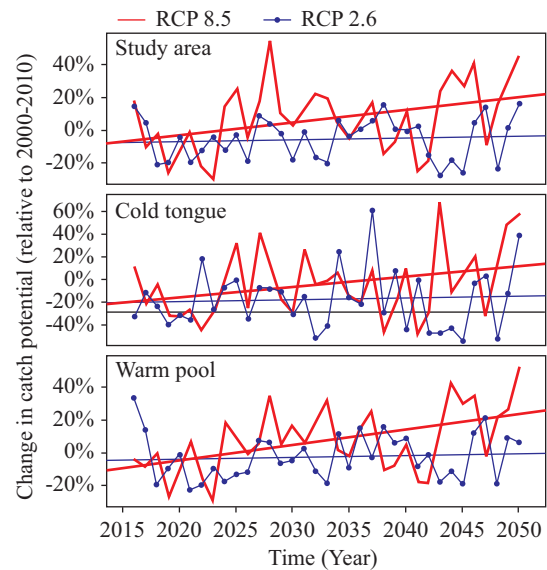 RCP 8.5 RCP 2.6
Study area
40%
20%
0%
-20%
Cold tongue
60%
40%
20%
0%
-20%
-40%
Warm pool
40%
20%
0%
-20%
2015 2020 2025 2030 2035 2040 2045 2050
Time (Year)
Change in catch potential (relative to 2000-2010)